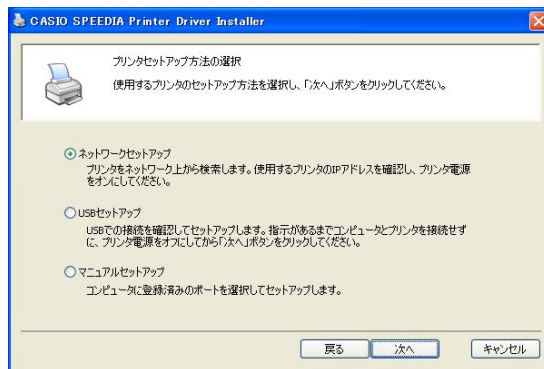 CASIO SPEEDIA Printer Driver Installer
プリンタセットアップ方法の選択
使用するプリンタのセットアップ方法を選択し、「次へ」ボタンをクリックしてください。
ネットワークセットアップ
プリンタをネットワーク上から検索します。使用するプリンタのIPアドレスを確認し、プリンタ電源
をオンにしてください。
USBセットアップ
USBでの接続を確認してセットアップします。指示があるまでコンピュータとプリンタを接続せず
に、プリンタ電源をオフにしてから「次へ」ボタンをクリックしてください。
マニュアルセットアップ
コンピュータに登録済みのポートを選択してセットアップします。
戻る 次へ キャンセル